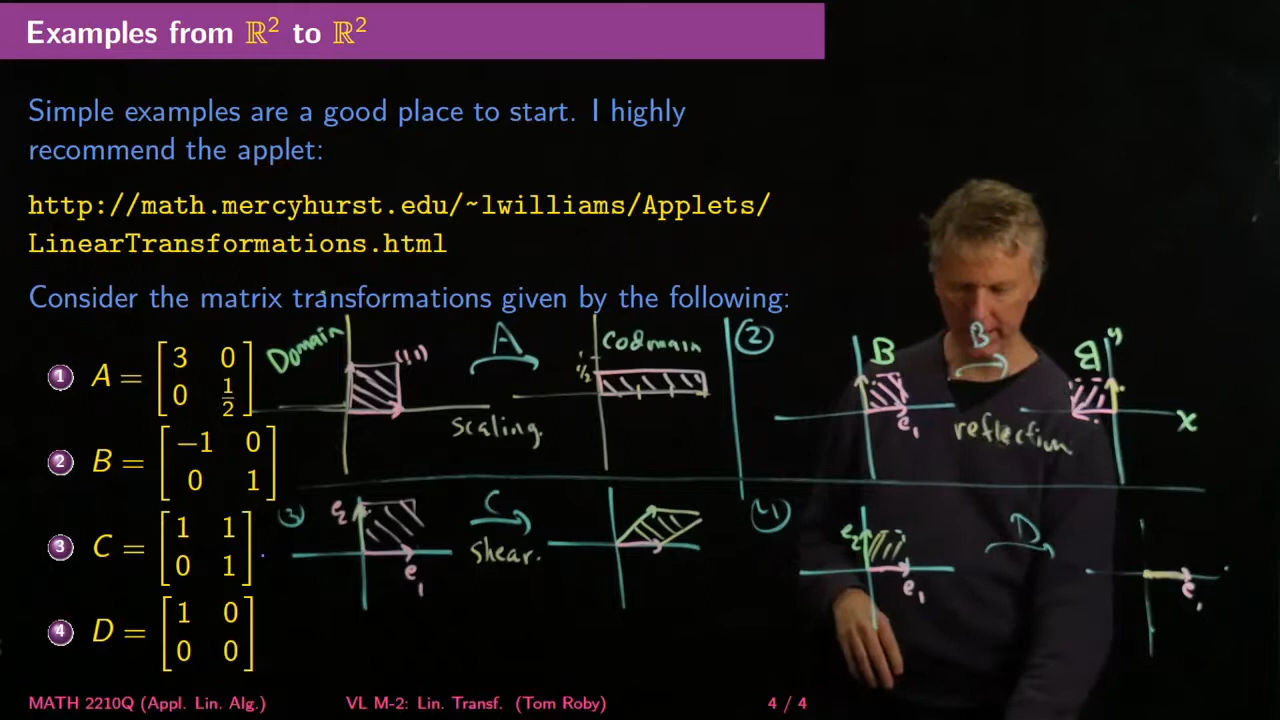 Examples from ℝ² to ℝ²
Simple examples are a good place to start. I highly
recommend the applet:
http://math.mercyhurst.edu/~lwilliams/Applets/
LinearTransformations.html
Consider the matrix transformations given by the following:
1 A = [3 0
0 1/2]
2 B = [−1 0
0 1]
3 C = [1 1
0 1].
4 D = [1 0
0 0]
Domain
(1,1)
A
scaling.
Codomain
1
1/2
2
B
e₁
B
reflection
B
y
x
3
e₂
e₁
C
shear.
4
e₂
e₁
D
e₁
MATH 2210Q (Appl. Lin. Alg.) VL M-2: Lin. Transf. (Tom Roby) 4 / 4